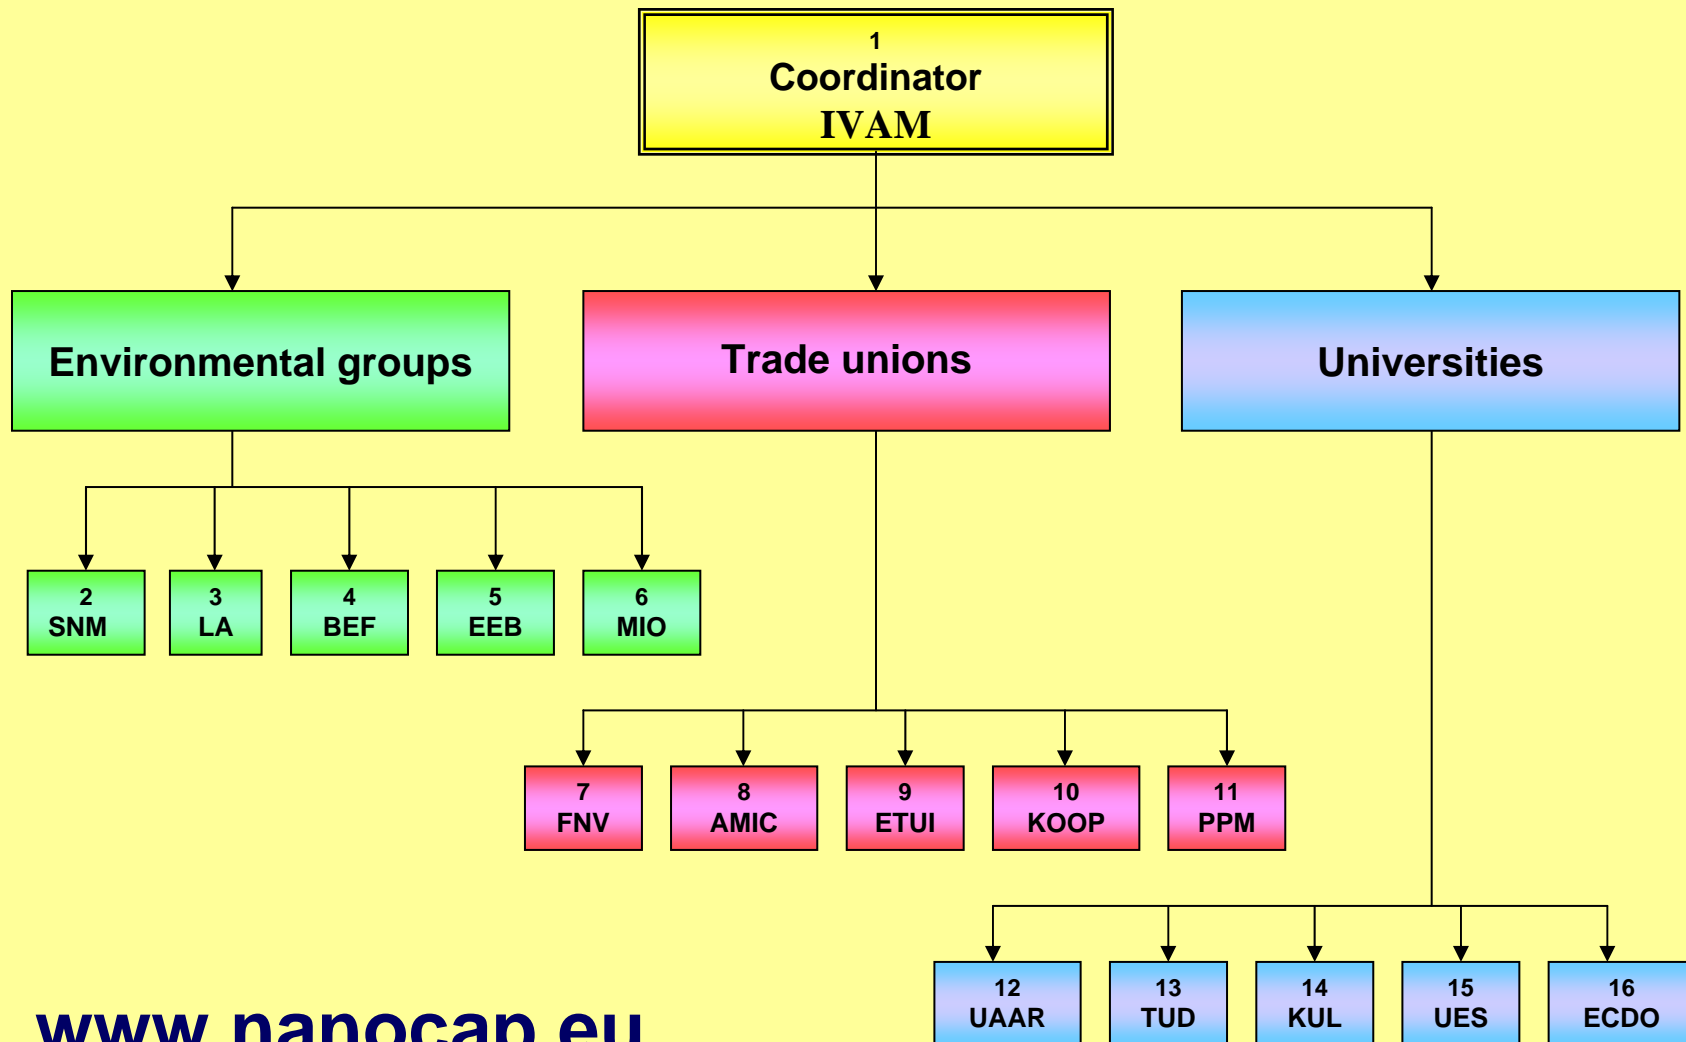 1
Coordinator
IVAM
Environmental groups
Trade unions
Universities
2
SNM
3
LA
4
BEF
5
EEB
6
MIO
7
FNV
8
AMIC
9
ETUI
10
KOOP
11
PPM
12
UAAR
13
TUD
14
KUL
15
UES
16
ECDO
www.nanocap.eu